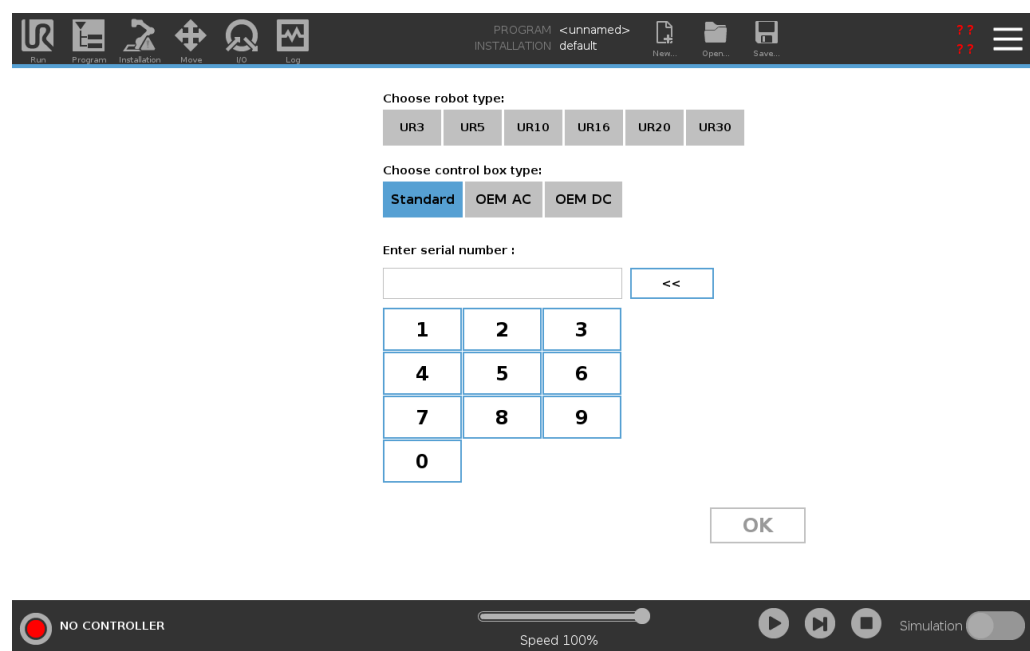 UR
Run Program Installation Move I/O Log
PROGRAM <unnamed>
INSTALLATION default
New... Open... Save...
? ?
? ?
Choose robot type:
UR3 UR5 UR10 UR16 UR20 UR30
Choose control box type:
Standard OEM AC OEM DC
Enter serial number :
<<
1 2 3
4 5 6
7 8 9
0
OK
NO CONTROLLER
Speed 100%
Simulation